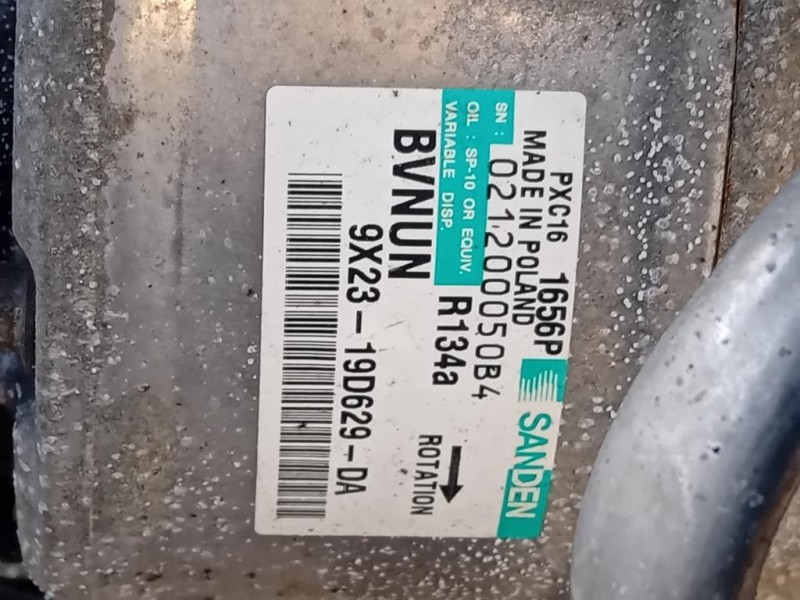 PXC16 1656P SANDEN
MADE IN POLAND
SN : 021200050B4
OIL : SP-10 OR EQUIV.
VARIABLE DISP.
R134a
ROTATION
BVNUN
9X23-19D629-DA